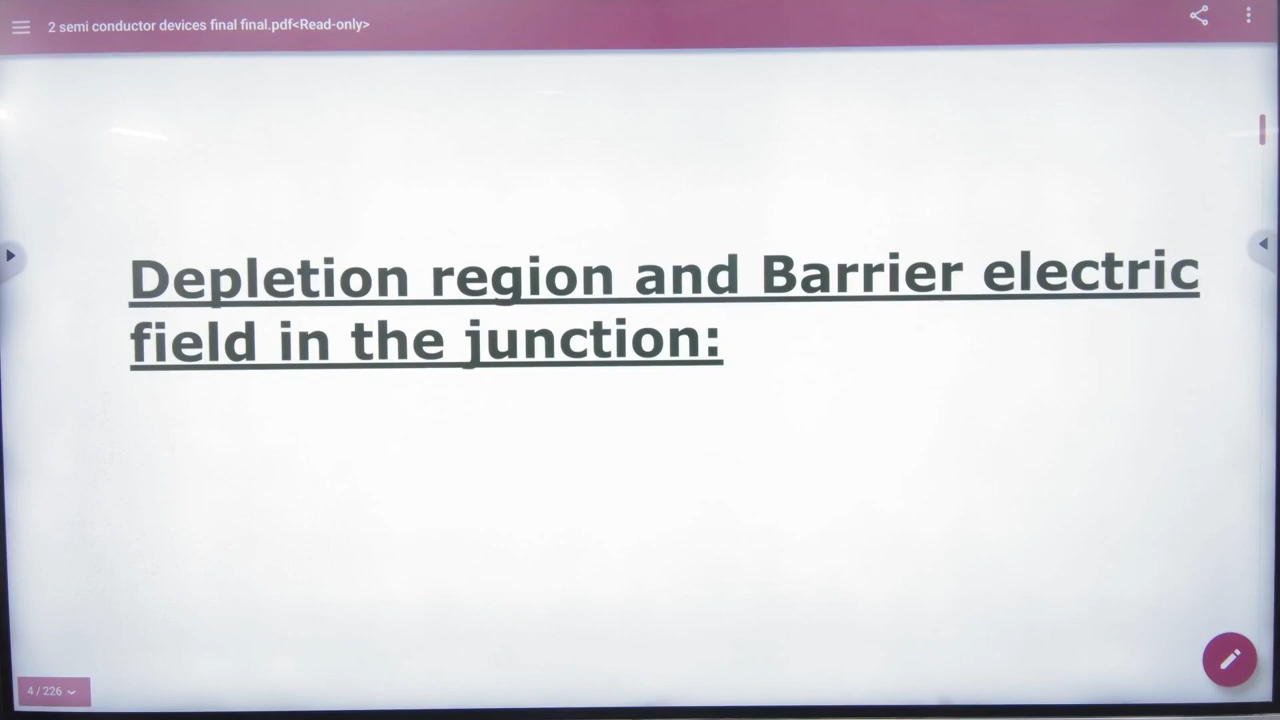 2 semi conductor devices final final.pdf<Read-only>
Depletion region and Barrier electric
field in the junction:
4 / 226